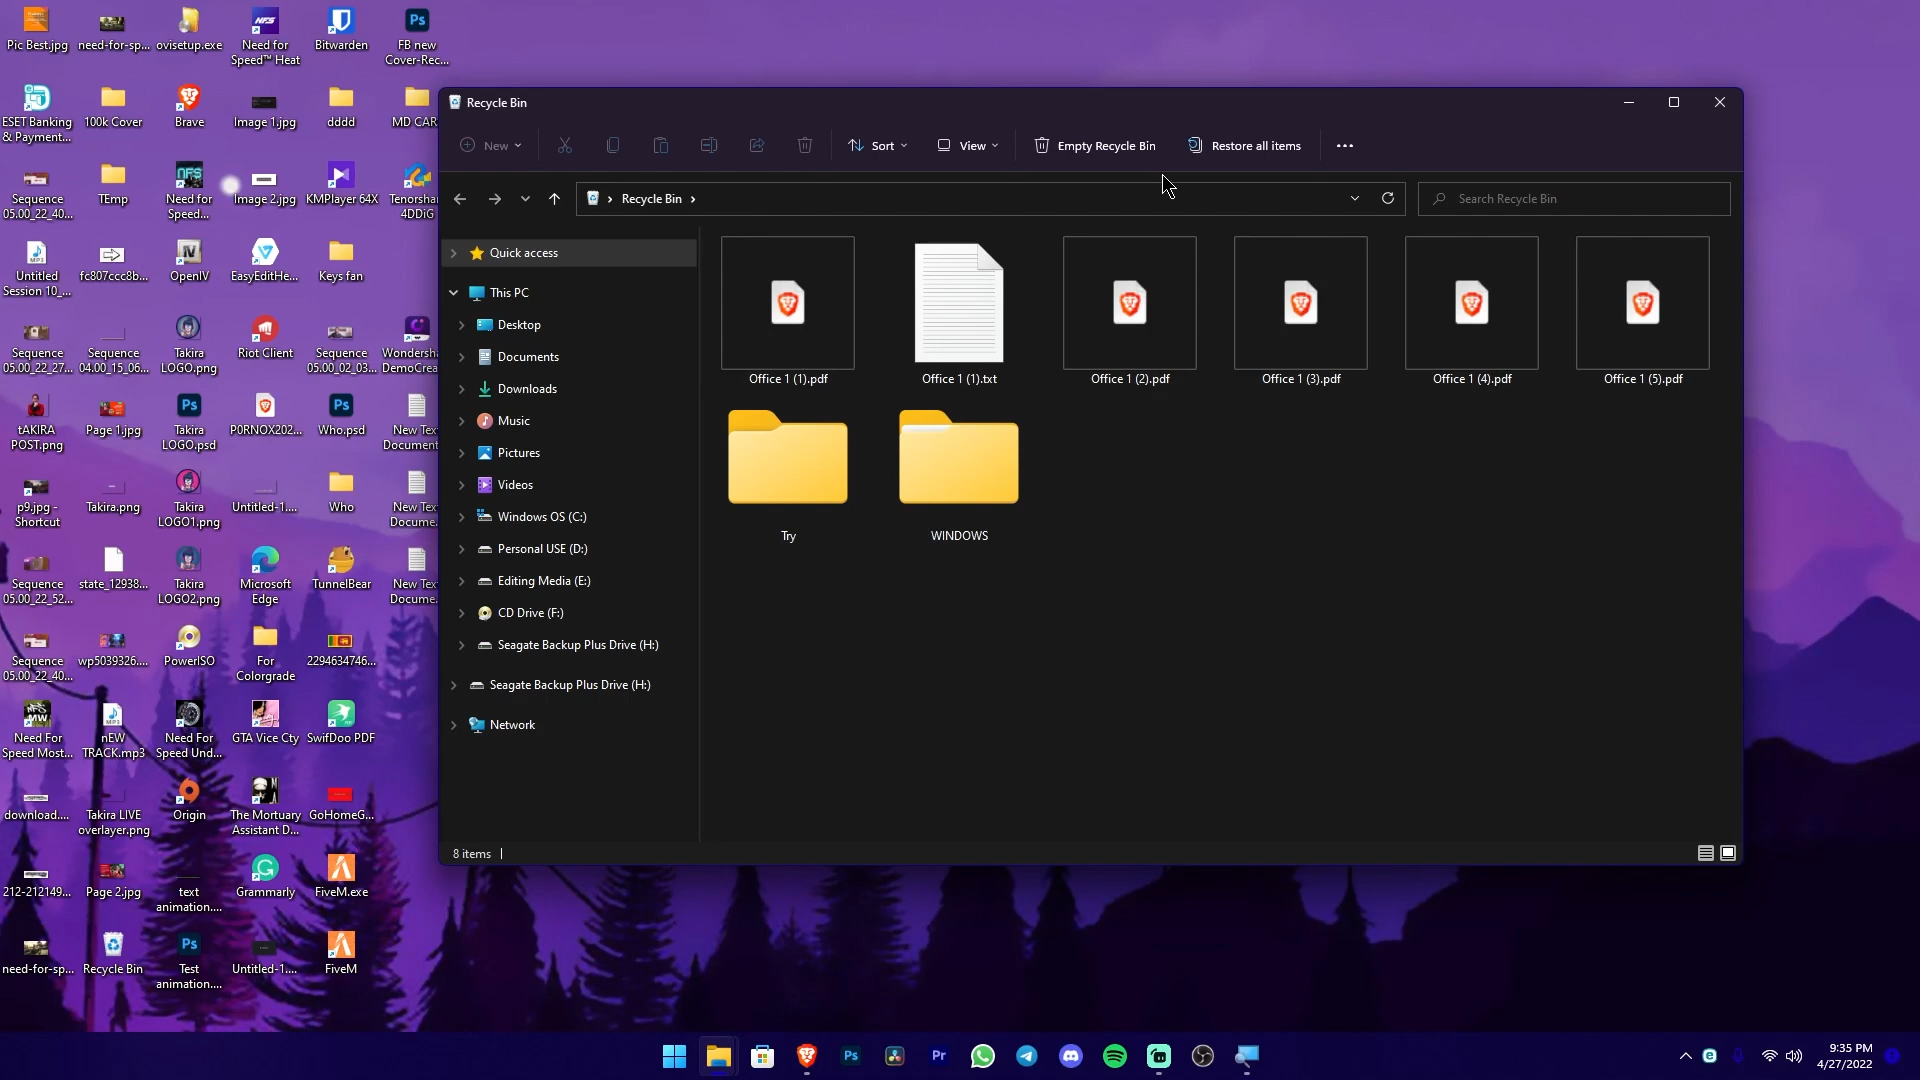 Pic Best.jpg
need-for-sp...
ovisetup.exe
Need for
Speed™ Heat
Bitwarden
FB new
Cover-Rec...
ESET Banking
& Payment...
100k Cover
Brave
Image 1.jpg
dddd
MD CAR
Sequence
05.00_22_40...
TEmp
Need for
Speed...
Image 2.jpg
KMPlayer 64X
Tenorshar
4DDiG
Untitled
Session 10_...
fc807ccc8b...
OpenIV
EasyEditHe...
Keys fan
Sequence
05.00_22_27...
Sequence
04.00_15_06...
Takira
LOGO.png
Riot Client
Sequence
05.00_02_03...
Wondersha
DemoCrea
tAKIRA
POST.png
Page 1.jpg
Takira
LOGO.psd
P0RNOX202...
Who.psd
New Tex
Document
p9.jpg -
Shortcut
Takira.png
Takira
LOGO1.png
Untitled-1....
Who
New Tex
Docume.
Sequence
05.00_22_52...
state_12938...
Takira
LOGO2.png
Microsoft
Edge
TunnelBear
New Tex
Docume.
Sequence
05.00_22_40...
wp5039326....
PowerISO
For
Colorgrade
2294634746...
Need For
Speed Most...
nEW
TRACK.mp3
Need For
Speed Und...
GTA Vice Cty
SwifDoo PDF
download....
Takira LIVE
overlayer.png
Origin
The Mortuary
Assistant D...
GoHomeG...
212-212149...
Page 2.jpg
text
animation....
Grammarly
FiveM.exe
need-for-sp...
Recycle Bin
Test
animation....
Untitled-1....
FiveM
Recycle Bin
New
Sort
View
Empty Recycle Bin
Restore all items
Recycle Bin
Search Recycle Bin
Quick access
This PC
Desktop
Documents
Downloads
Music
Pictures
Videos
Windows OS (C:)
Personal USE (D:)
Editing Media (E:)
CD Drive (F:)
Seagate Backup Plus Drive (H:)
Seagate Backup Plus Drive (H:)
Network
Office 1 (1).pdf
Office 1 (1).txt
Office 1 (2).pdf
Office 1 (3).pdf
Office 1 (4).pdf
Office 1 (5).pdf
Try
WINDOWS
8 items
9:35 PM
4/27/2022